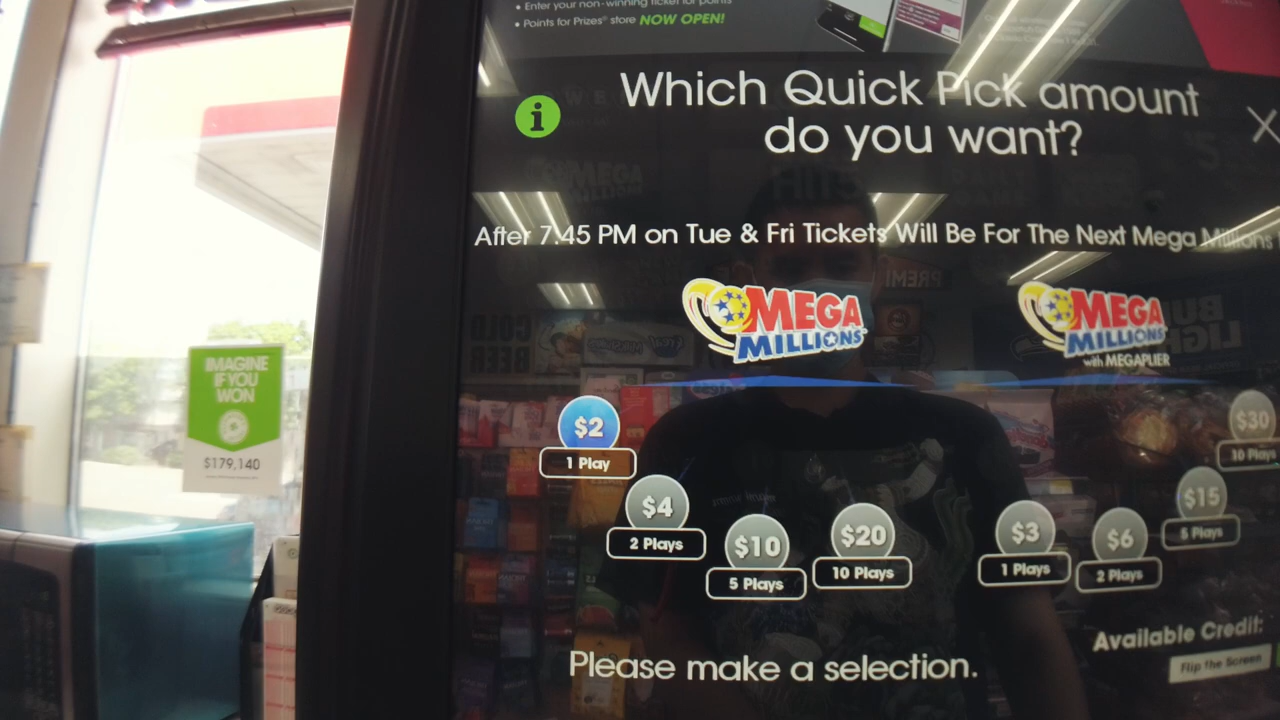 • Enter your non-winning ticket for points
• Points for Prizes® store NOW OPEN!
Which Quick Pick amount
do you want?
After 7:45 PM on Tue & Fri Tickets Will Be For The Next Mega Millions
MEGA
MILLIONS
MEGA
MILLIONS
with MEGAPLIER
$2
1 Play
$4
2 Plays
$10
5 Plays
$20
10 Plays
$3
1 Plays
$6
2 Plays
$15
5 Plays
$30
10 Plays
Available Credit:
Flip the Screen
Please make a selection.
IMAGINE
IF YOU
WON
$179,140
COLD
BEER
BUD
LIGHT